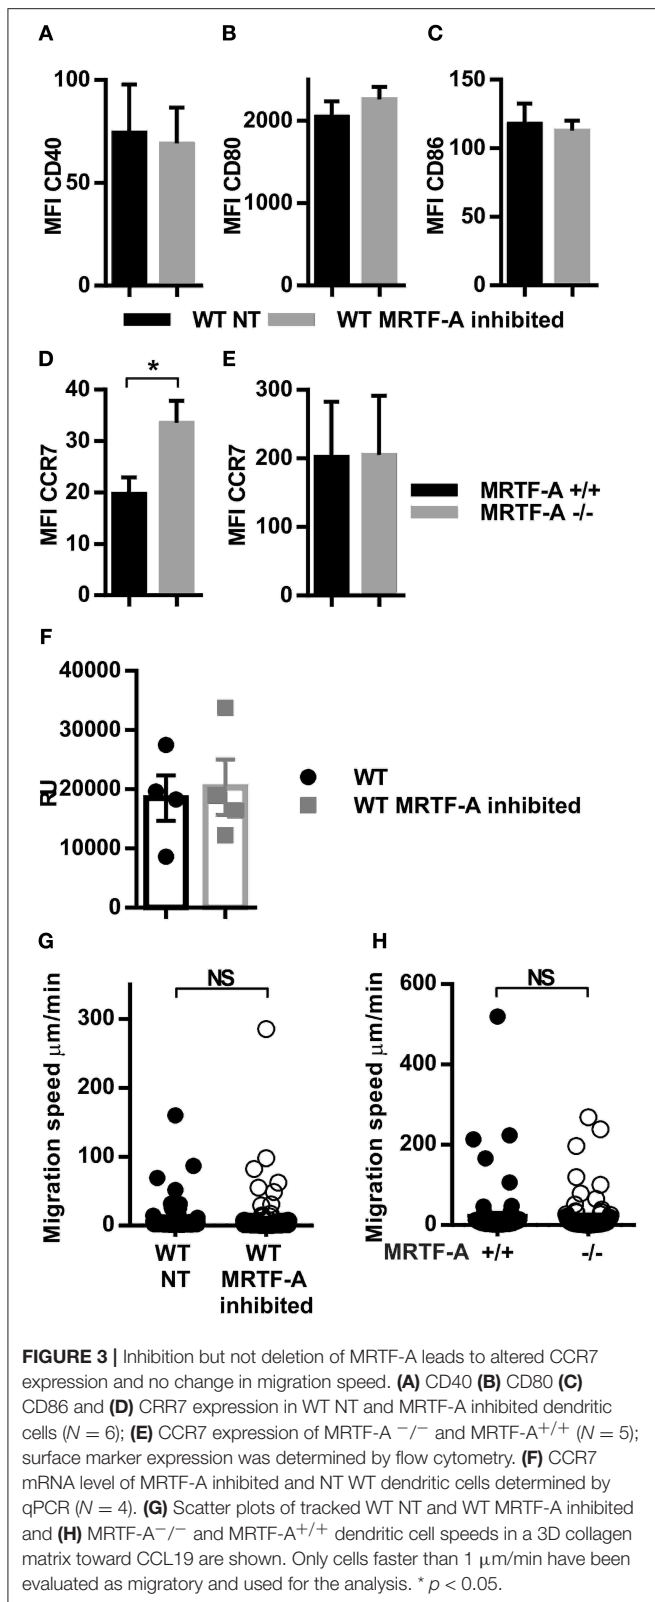 A
B
C
MFI CD40
100
50
0
MFI CD80
2000
1000
0
MFI CD86
150
100
50
0
WT NT
WT MRTF-A inhibited
D
E
MFI CCR7
40
30
20
10
0
*
MFI CCR7
300
200
100
0
MRTF-A +/+
MRTF-A -/-
F
RU
40000
30000
20000
10000
0
WT
WT MRTF-A inhibited
G
H
Migration speed μm/min
300
200
100
0
NS
WT
NT
WT
MRTF-A
inhibited
Migration speed μm/min
600
400
200
0
NS
MRTF-A +/+ -/-
FIGURE 3 | Inhibition but not deletion of MRTF-A leads to altered CCR7
expression and no change in migration speed. (A) CD40 (B) CD80 (C)
CD86 and (D) CRR7 expression in WT NT and MRTF-A inhibited dendritic
cells (N = 6); (E) CCR7 expression of MRTF-A −/− and MRTF-A+/+ (N = 5);
surface marker expression was determined by flow cytometry. (F) CCR7
mRNA level of MRTF-A inhibited and NT WT dendritic cells determined by
qPCR (N = 4). (G) Scatter plots of tracked WT NT and WT MRTF-A inhibited
and (H) MRTF-A−/− and MRTF-A+/+ dendritic cell speeds in a 3D collagen
matrix toward CCL19 are shown. Only cells faster than 1 μm/min have been
evaluated as migratory and used for the analysis. * p < 0.05.